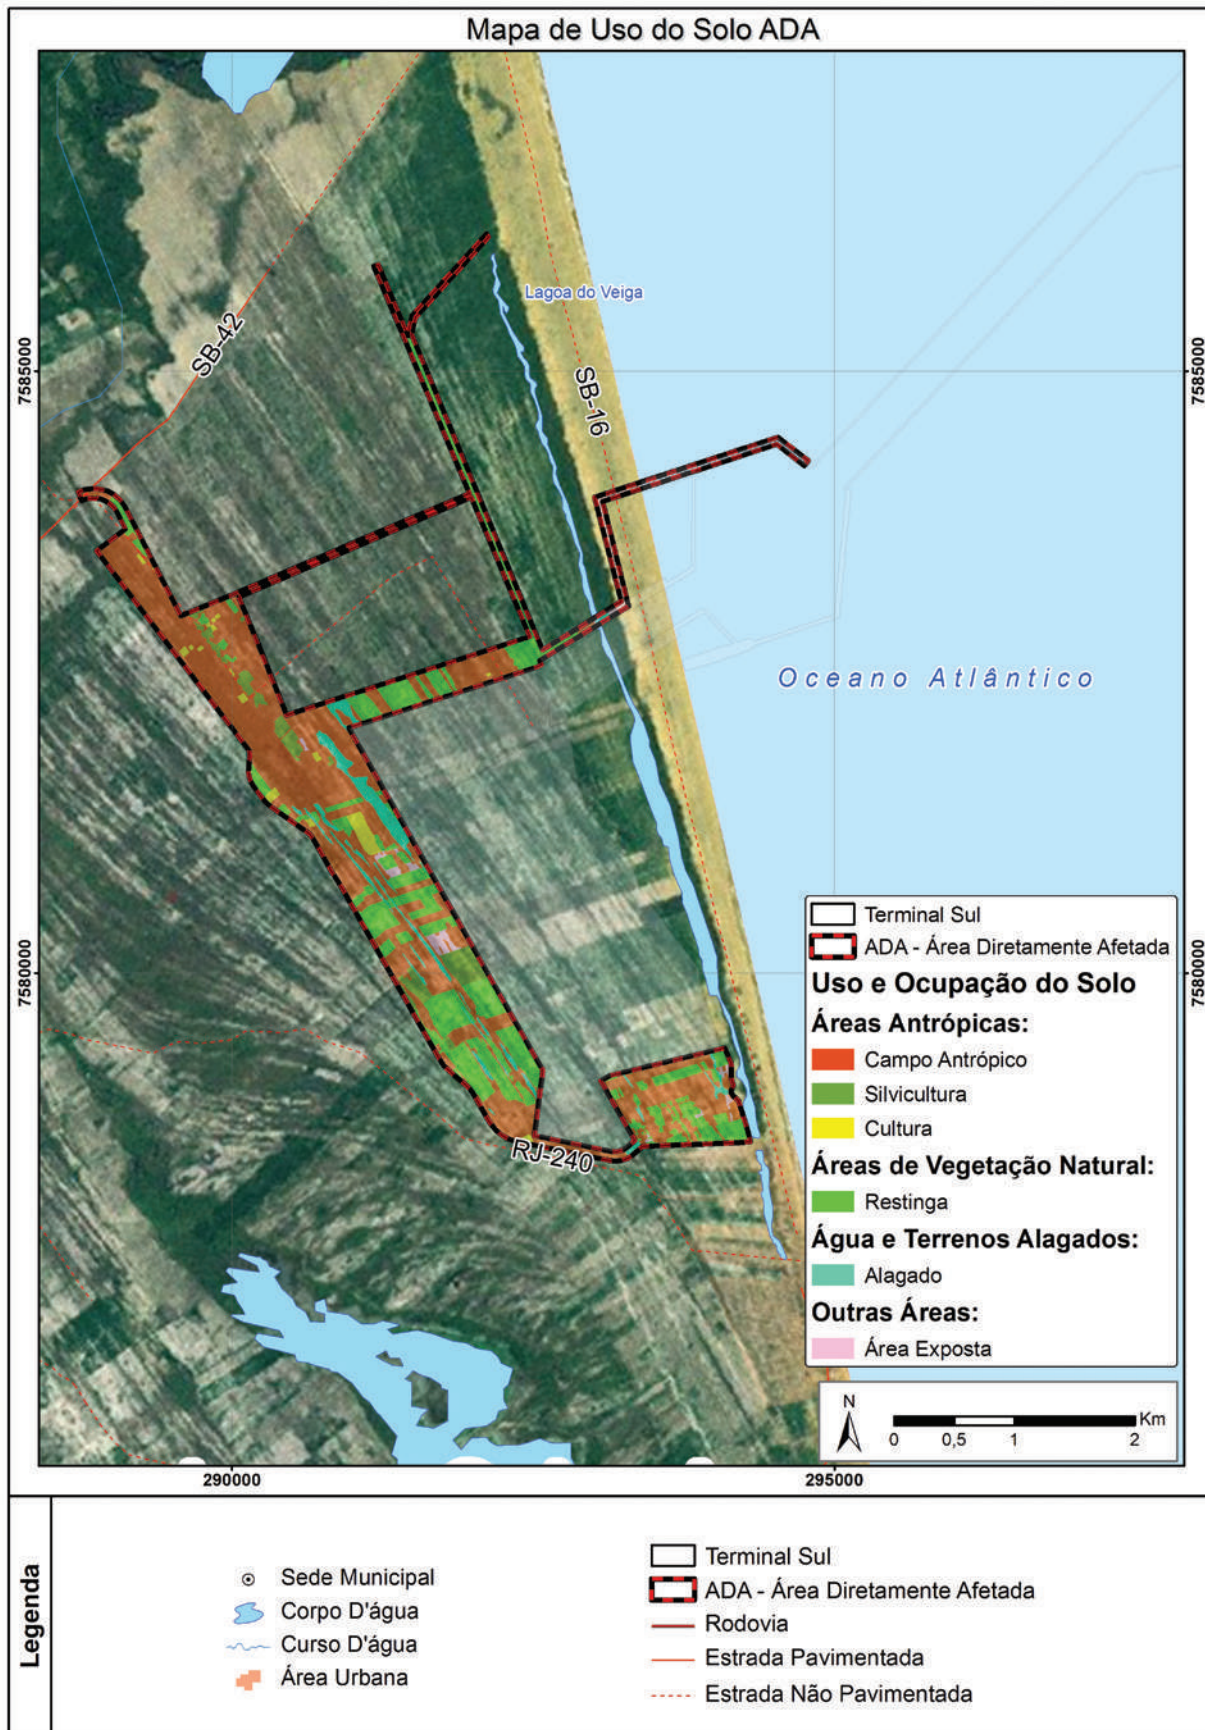 Mapa de Uso do Solo ADA
Lagoa do Veiga
SB-42
SB-16
7585000
7585000
Oceano Atlântico
7580000
7580000
RJ-240
Terminal Sul
ADA - Área Diretamente Afetada
Uso e Ocupação do Solo
Áreas Antrópicas:
Campo Antrópico
Silvicultura
Cultura
Áreas de Vegetação Natural:
Restinga
Água e Terrenos Alagados:
Alagado
Outras Áreas:
Área Exposta
N
Km
0 0,5 1 2
290000
295000
Legenda
Sede Municipal
Corpo D'água
Curso D'água
Área Urbana
Terminal Sul
ADA - Área Diretamente Afetada
Rodovia
Estrada Pavimentada
Estrada Não Pavimentada